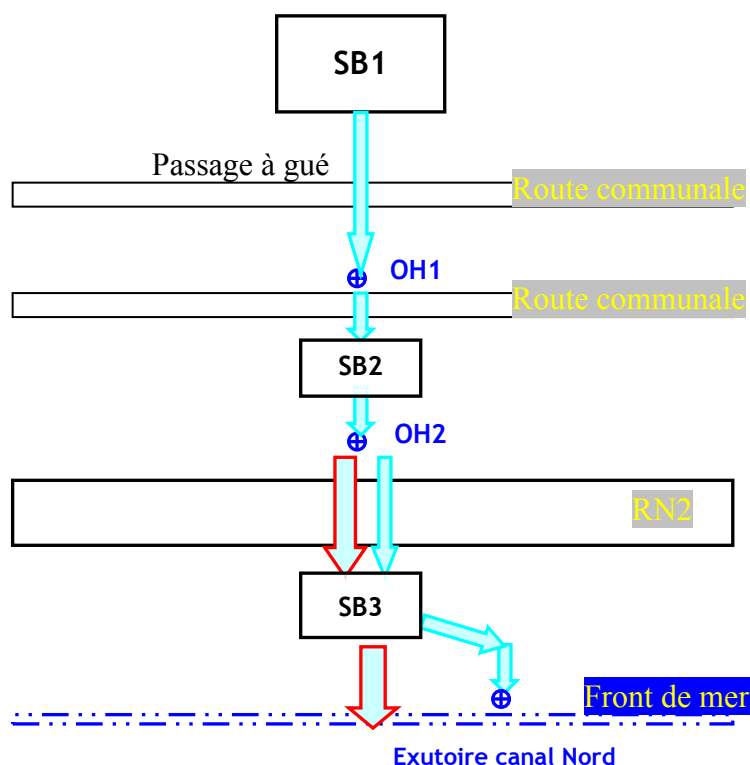 SB1
Passage à gué
Route communale
OH1
Route communale
SB2
OH2
RN2
SB3
Front de mer
Exutoire canal Nord